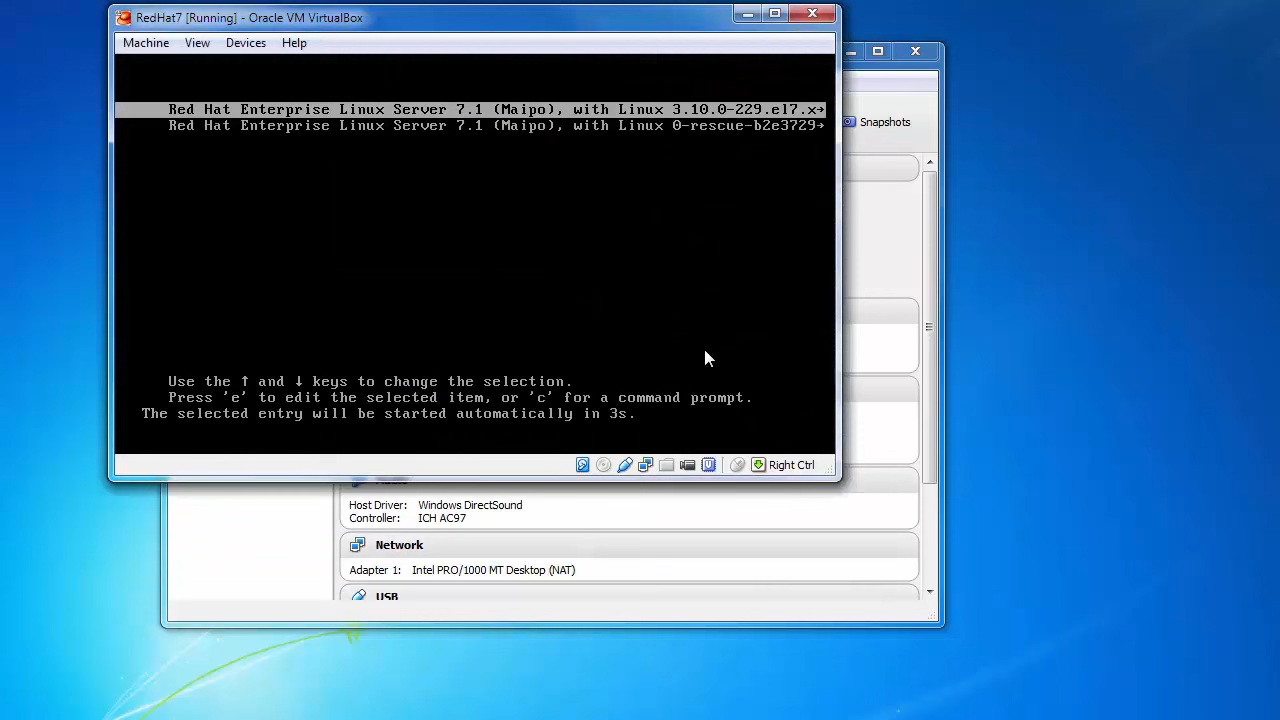 RedHat7 [Running] - Oracle VM VirtualBox
Machine View Devices Help
Red Hat Enterprise Linux Server 7.1 (Maipo), with Linux 3.10.0-229.el7.x→
Red Hat Enterprise Linux Server 7.1 (Maipo), with Linux 0-rescue-b2e3729→
Snapshots
Use the ↑ and ↓ keys to change the selection.
Press 'e' to edit the selected item, or 'c' for a command prompt.
The selected entry will be started automatically in 3s.
Right Ctrl
Host Driver: Windows DirectSound
Controller: ICH AC97
Network
Adapter 1: Intel PRO/1000 MT Desktop (NAT)
USB